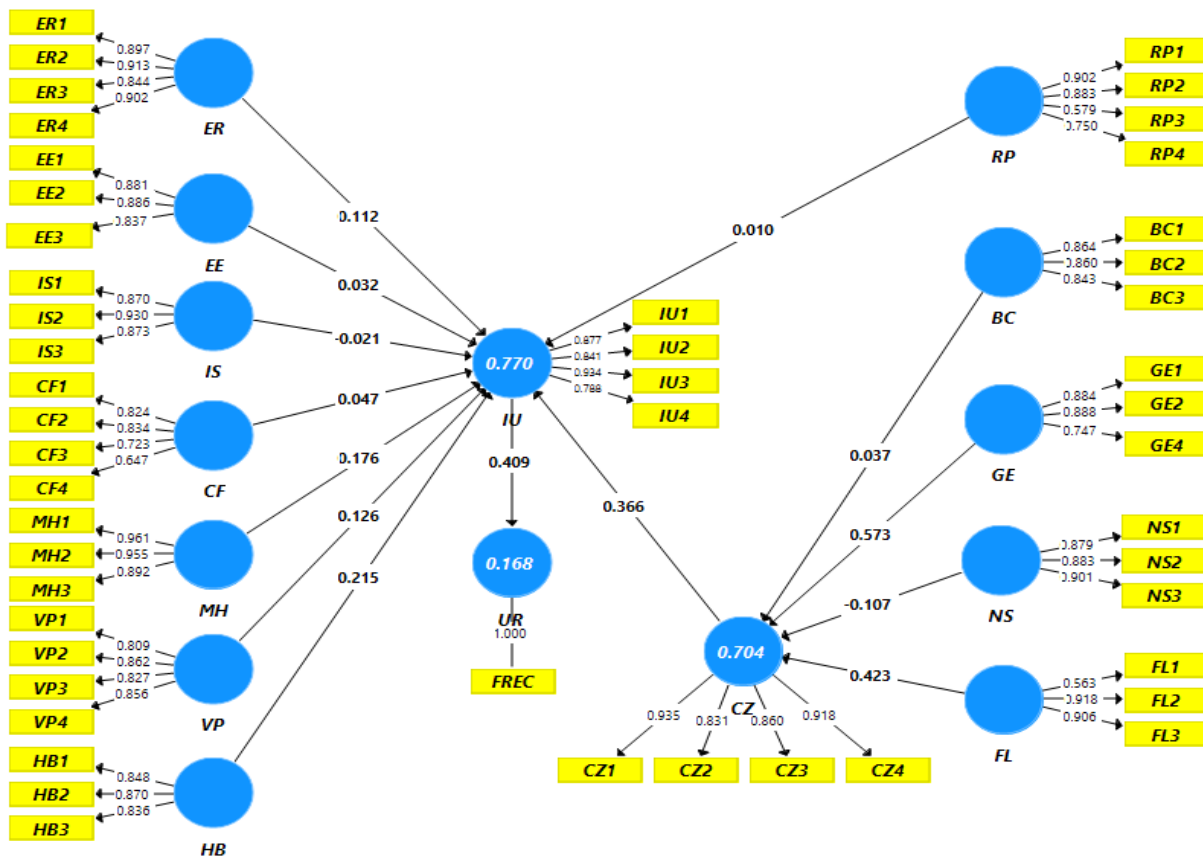 ER1
ER2
ER3
ER4
0.897
0.913
0.844
0.902
ER
EE1
EE2
EE3
0.881
0.886
0.837
EE
IS1
IS2
IS3
0.870
0.930
0.873
IS
CF1
CF2
CF3
CF4
0.824
0.834
0.723
0.647
CF
MH1
MH2
MH3
0.961
0.955
0.892
MH
VP1
VP2
VP3
VP4
0.809
0.862
0.827
0.856
VP
HB1
HB2
HB3
0.848
0.870
0.836
HB
0.112
0.032
-0.021
0.047
0.176
0.126
0.215
0.770
IU
0.877
0.841
0.934
0.788
IU1
IU2
IU3
IU4
0.409
0.168
UR
1.000
FREC
0.010
0.366
0.704
CZ
0.935
0.831
0.860
0.918
CZ1
CZ2
CZ3
CZ4
0.037
0.573
-0.107
0.423
RP
0.902
0.883
0.579
0.750
RP1
RP2
RP3
RP4
BC
0.864
0.860
0.843
BC1
BC2
BC3
GE
0.884
0.888
0.747
GE1
GE2
GE4
NS
0.879
0.883
0.901
NS1
NS2
NS3
FL
0.563
0.918
0.906
FL1
FL2
FL3